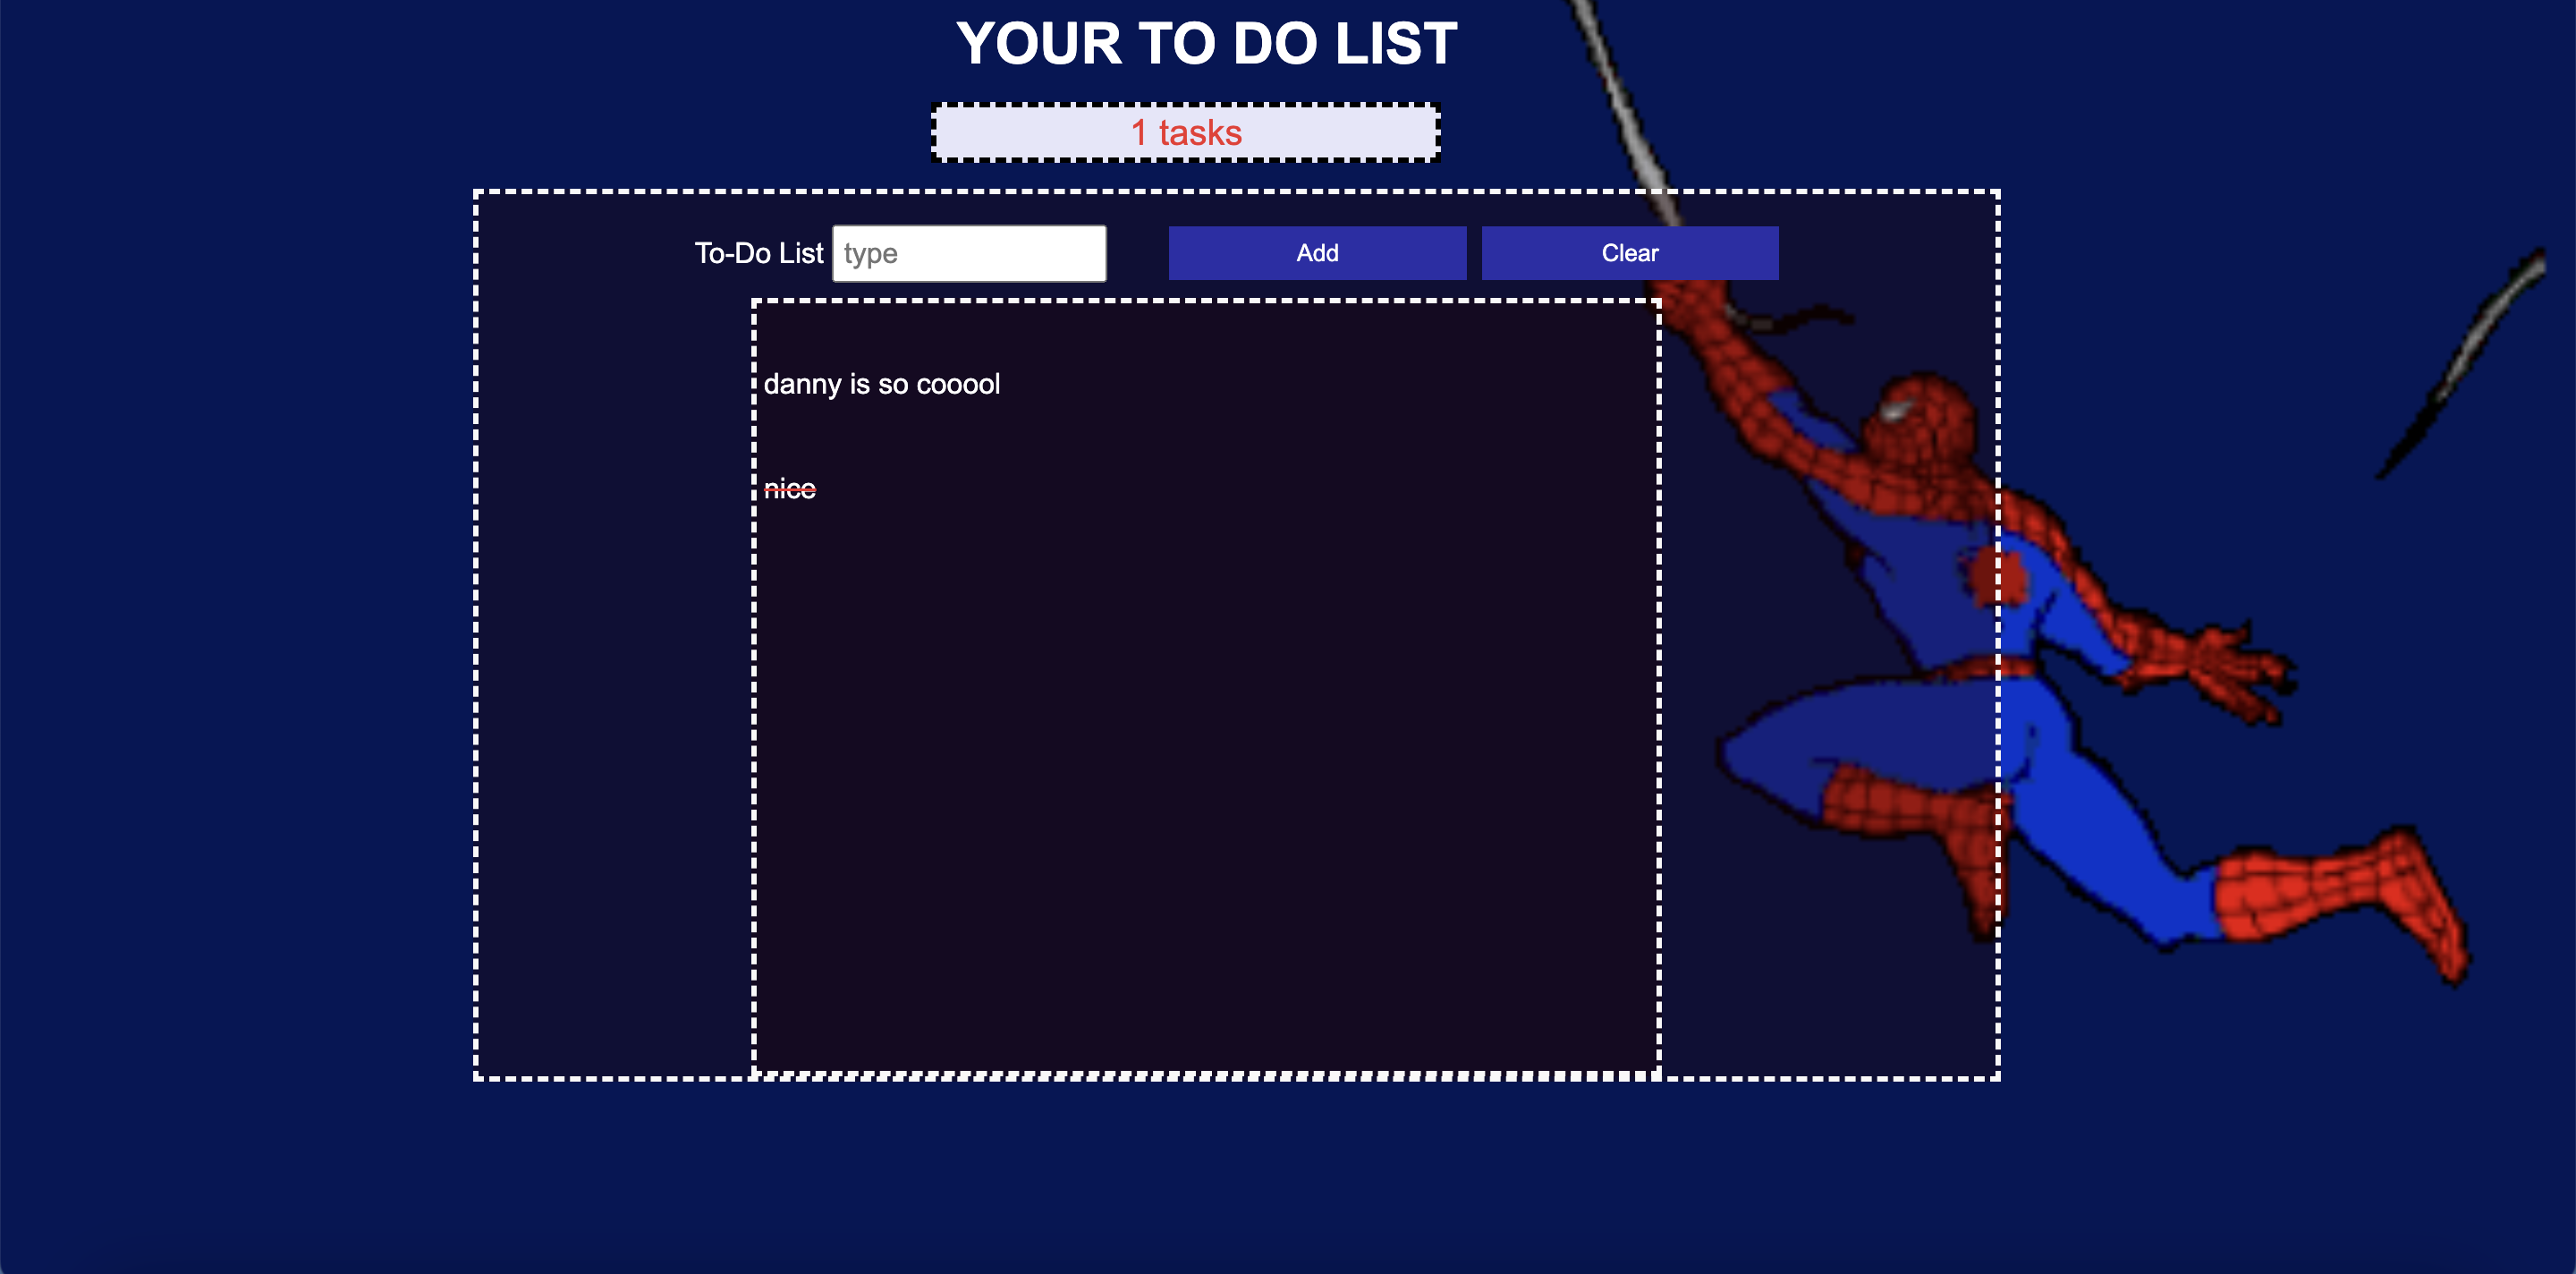 YOUR TO DO LIST
1 tasks
To-Do List type Add Clear
danny is so cooool
nice